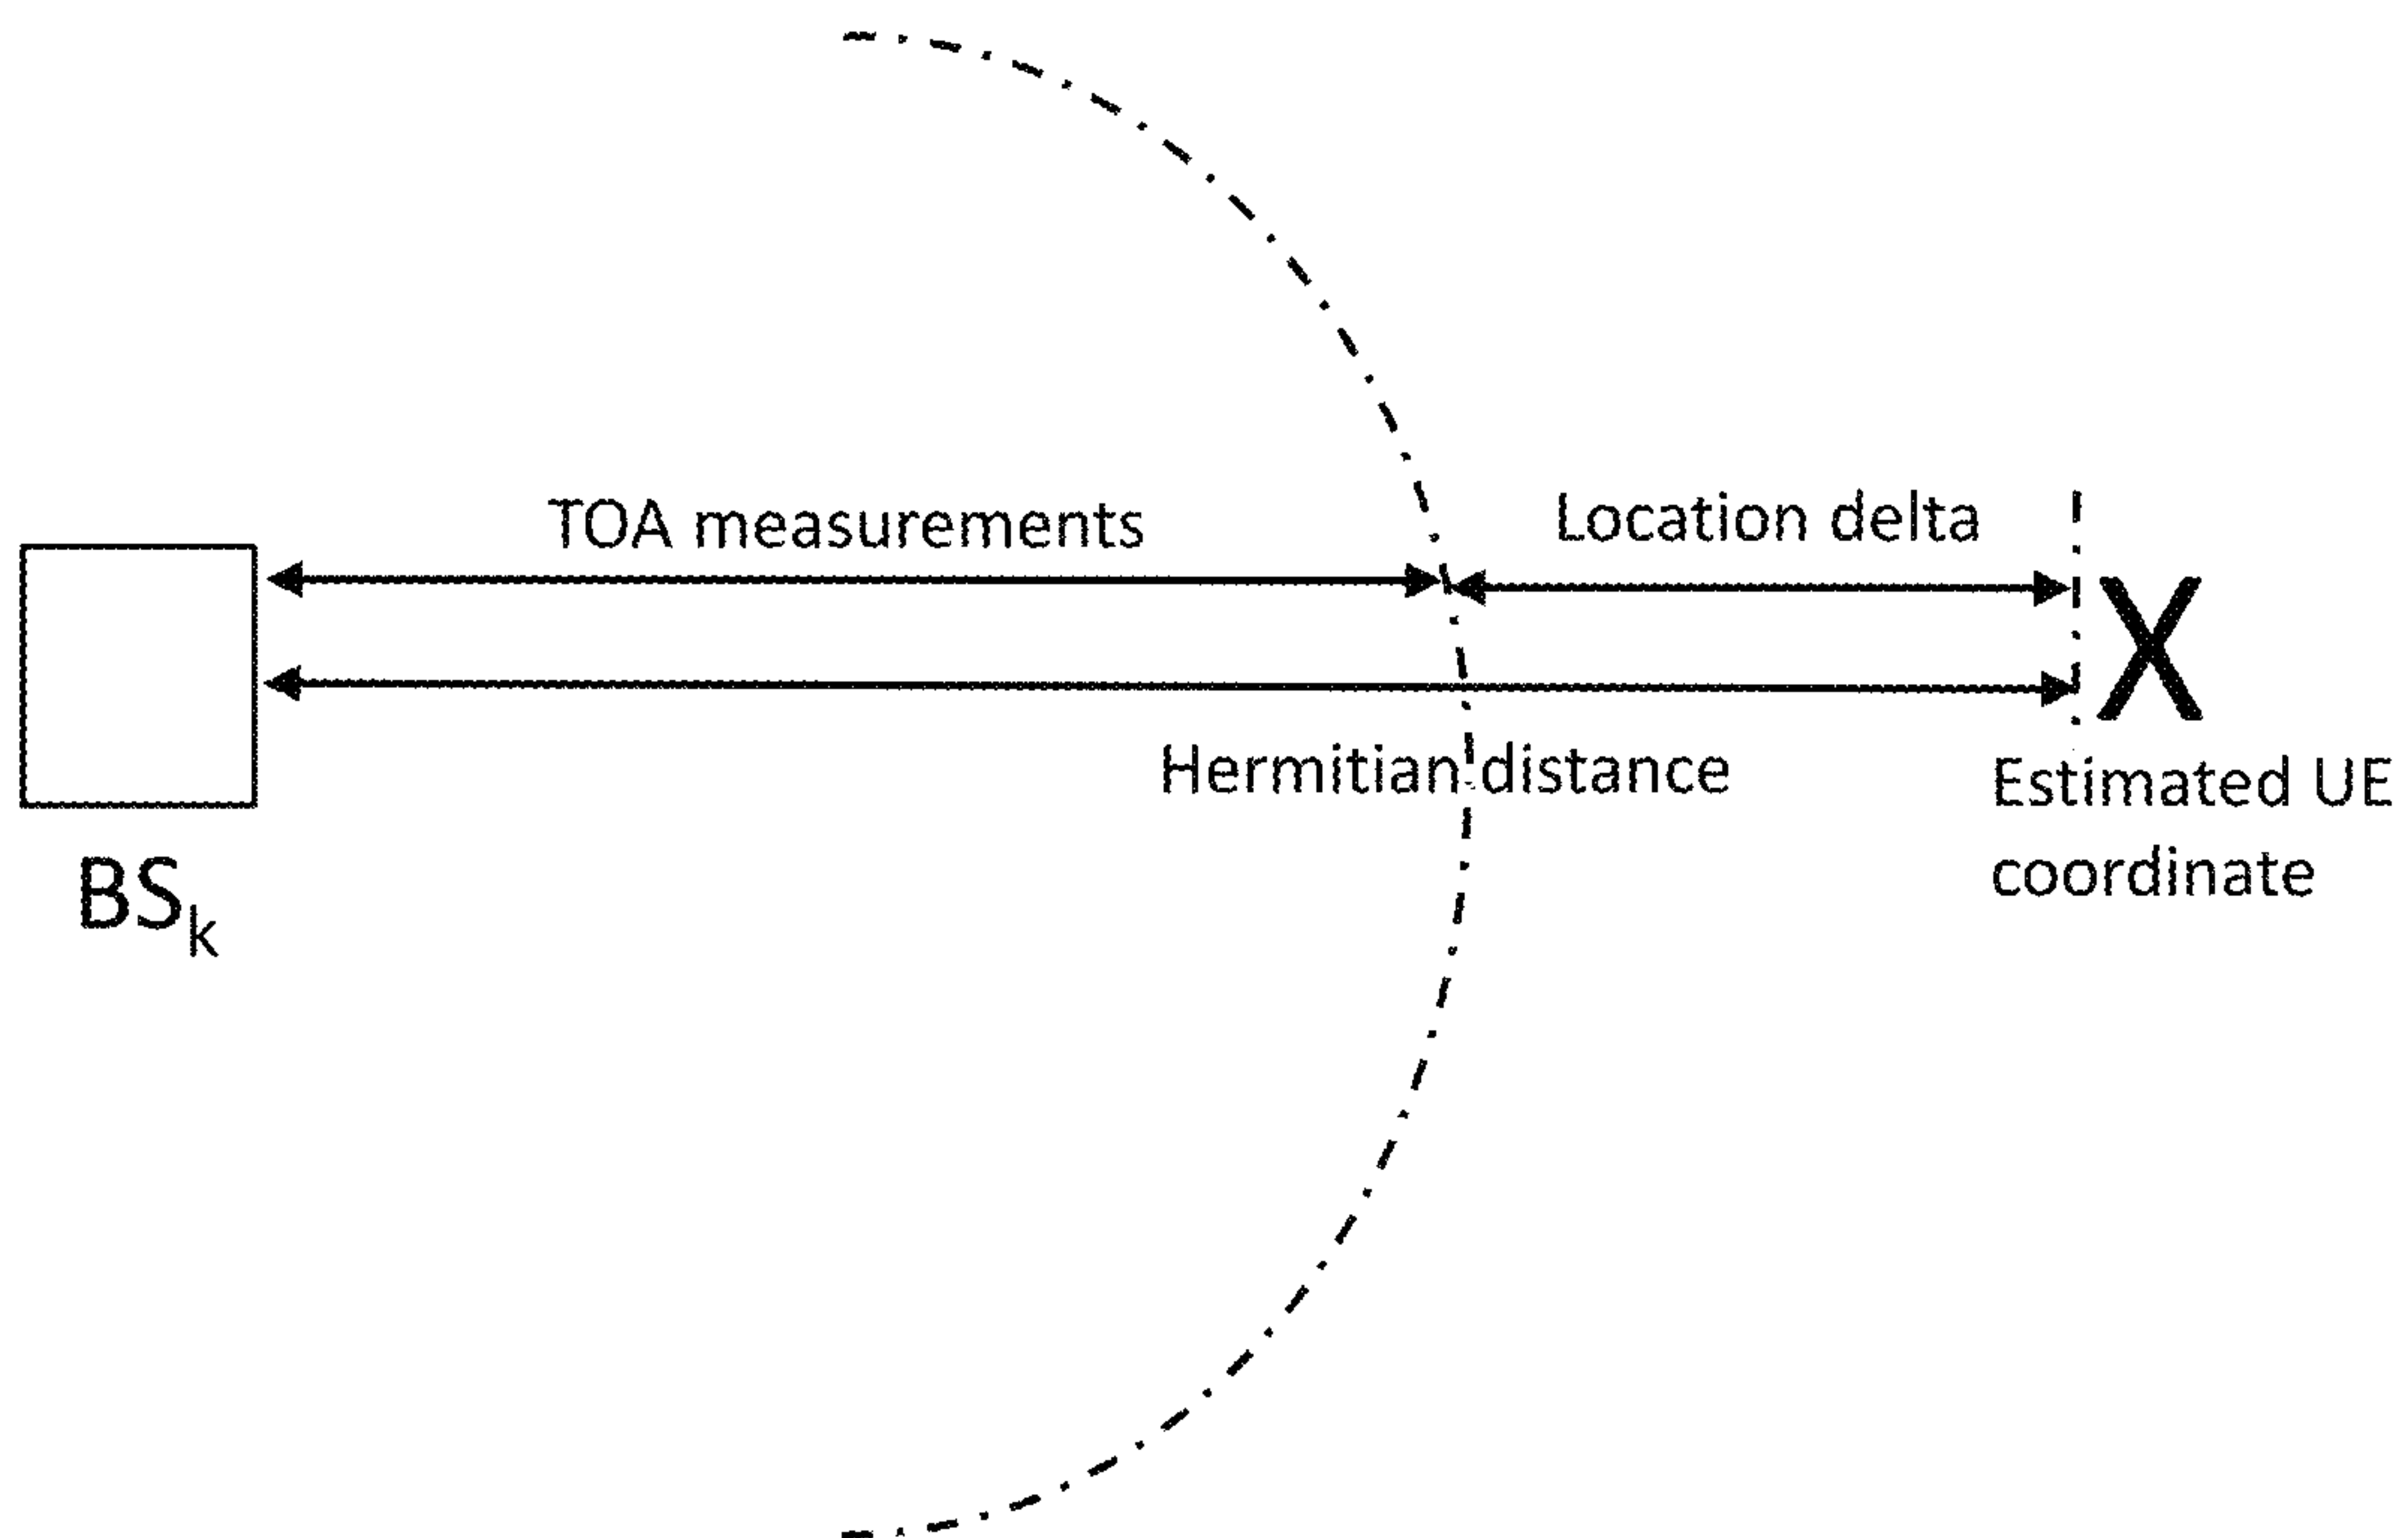 TOA measurements
Location delta
X
Hermitian distance
Estimated UE
coordinate
BSk